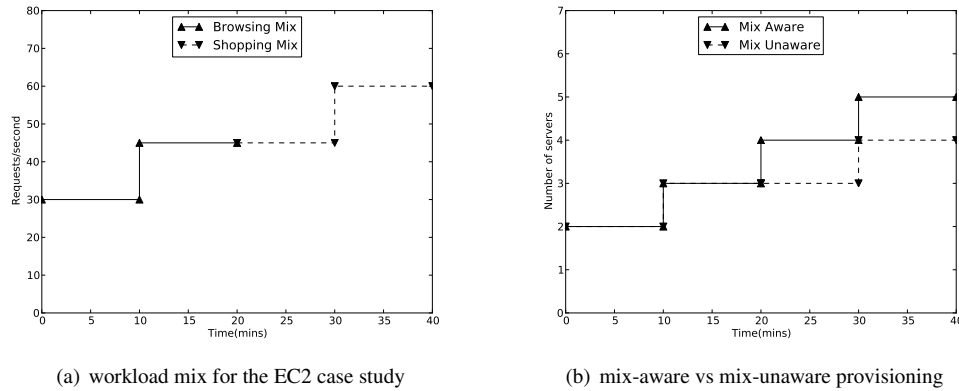 80
70
60
50
40
30
20
10
0
Requests/second
Browsing Mix
Shopping Mix
0 5 10 15 20 25 30 35 40
Time(mins)
(a) workload mix for the EC2 case study
7
6
5
4
3
2
1
0
Number of servers
Mix Aware
Mix Unaware
0 5 10 15 20 25 30 35 40
Time(mins)
(b) mix-aware vs mix-unaware provisioning